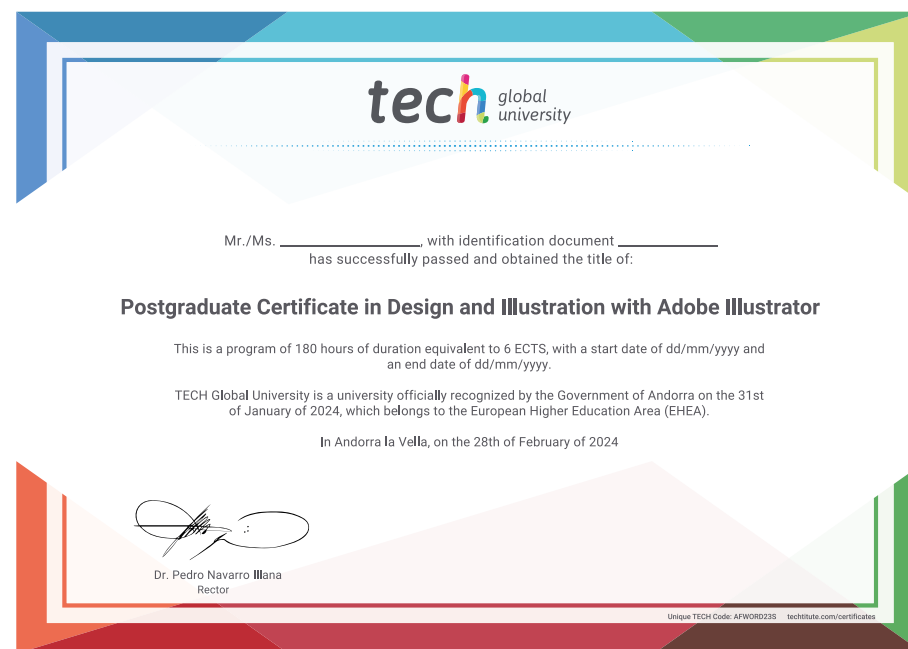 tech global
university
Mr./Ms. ____________________, with identification document ______________
has successfully passed and obtained the title of:
Postgraduate Certificate in Design and Illustration with Adobe Illustrator
This is a program of 180 hours of duration equivalent to 6 ECTS, with a start date of dd/mm/yyyy and
an end date of dd/mm/yyyy.
TECH Global University is a university officially recognized by the Government of Andorra on the 31st
of January of 2024, which belongs to the European Higher Education Area (EHEA).
In Andorra la Vella, on the 28th of February of 2024
Dr. Pedro Navarro Illana
Rector
Unique TECH Code: AFWORD23S techtitute.com/certificates